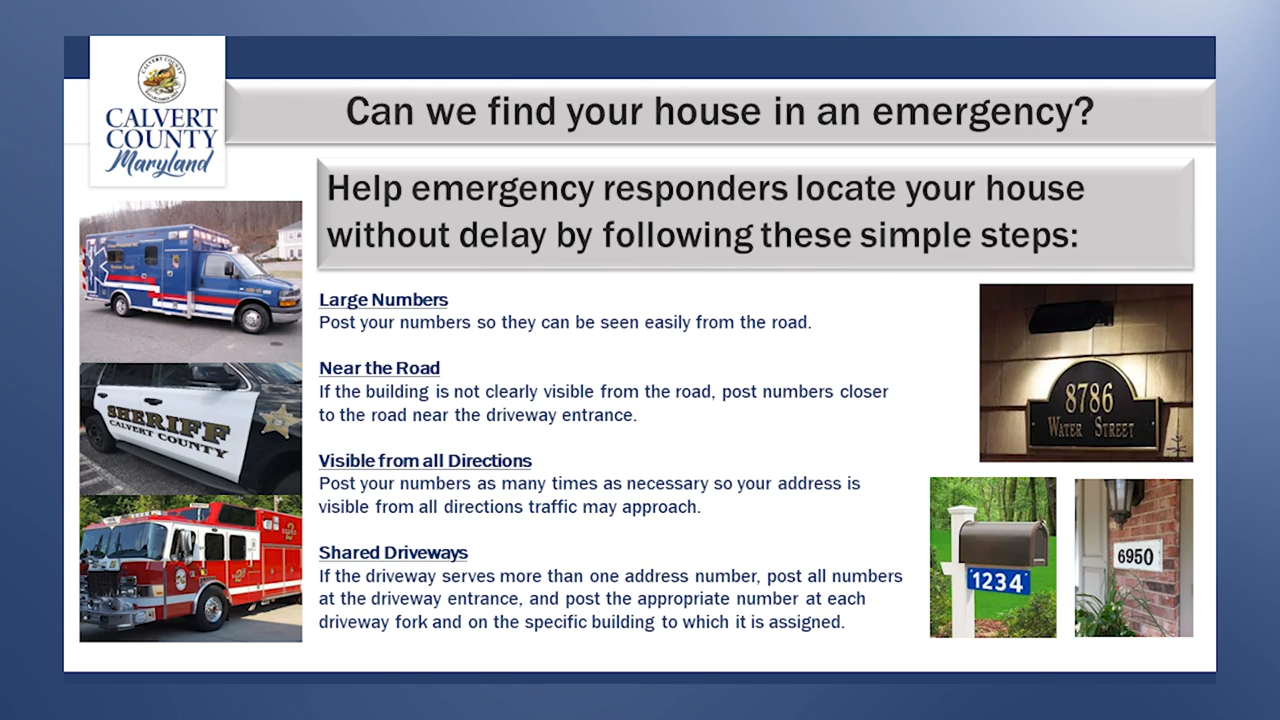 CALVERT COUNTY
CALVERT
COUNTY
Maryland
Can we find your house in an emergency?
Help emergency responders locate your house
without delay by following these simple steps:
Large Numbers
Post your numbers so they can be seen easily from the road.
Near the Road
If the building is not clearly visible from the road, post numbers closer
to the road near the driveway entrance.
Visible from all Directions
Post your numbers as many times as necessary so your address is
visible from all directions traffic may approach.
Shared Driveways
If the driveway serves more than one address number, post all numbers
at the driveway entrance, and post the appropriate number at each
driveway fork and on the specific building to which it is assigned.
SHERIFF
CALVERT COUNTY
8786
WATER STREET
1234
6950